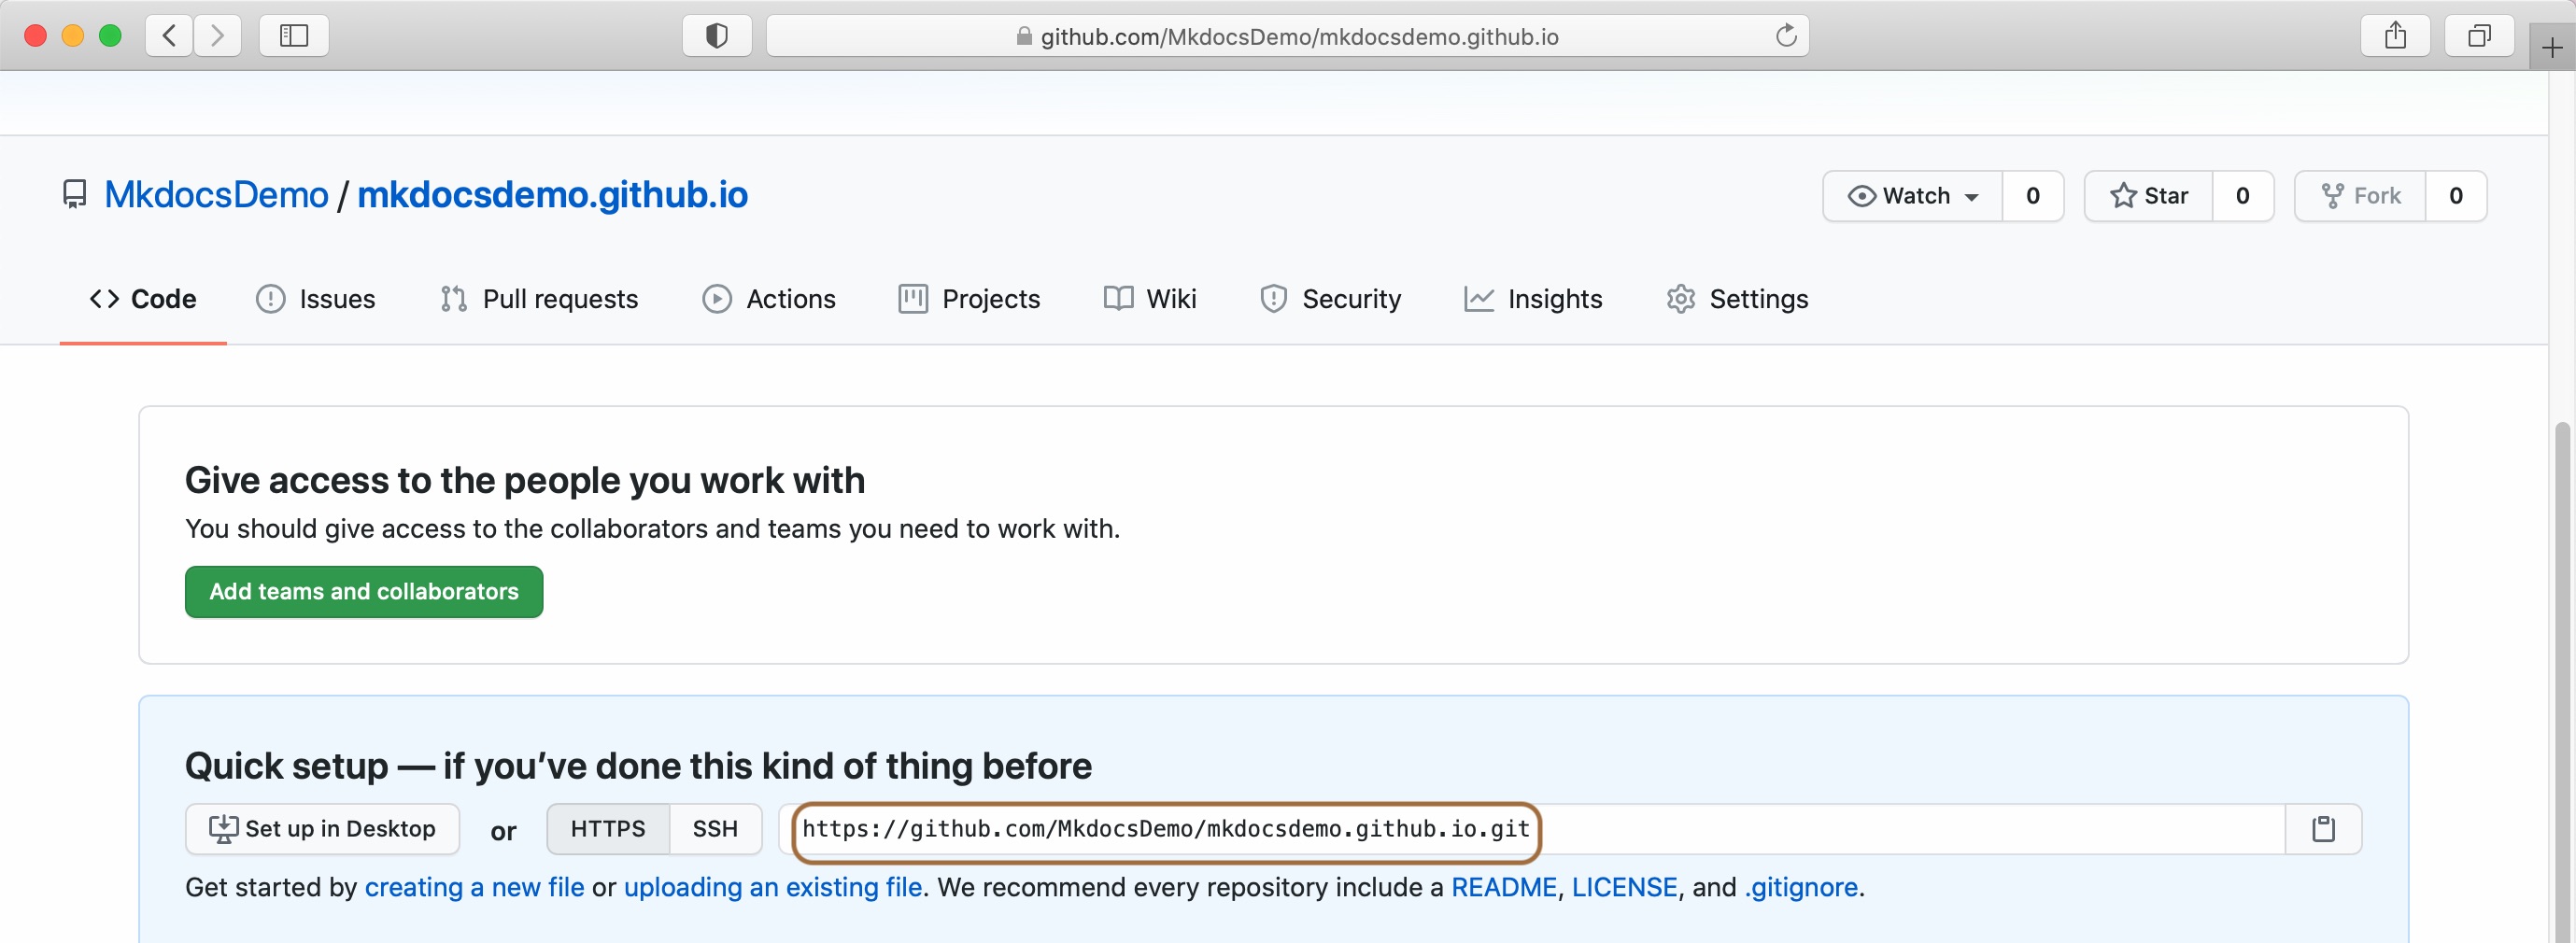 github.com/MkdocsDemo/mkdocsdemo.github.io
MkdocsDemo / mkdocsdemo.github.io
Watch 0 Star 0 Fork 0
Code Issues Pull requests Actions Projects Wiki Security Insights Settings
Give access to the people you work with
You should give access to the collaborators and teams you need to work with.
Add teams and collaborators
Quick setup — if you’ve done this kind of thing before
Set up in Desktop or HTTPS SSH https://github.com/MkdocsDemo/mkdocsdemo.github.io.git
Get started by creating a new file or uploading an existing file. We recommend every repository include a README, LICENSE, and .gitignore.